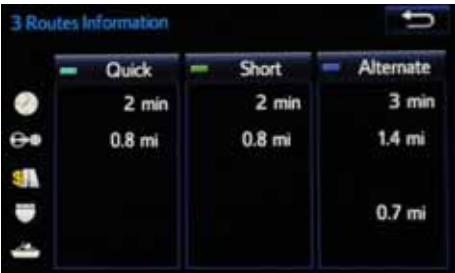 3 Routes Information
Quick Short Alternate
2 min 2 min 3 min
0.8 mi 0.8 mi 1.4 mi
$
0.7 mi